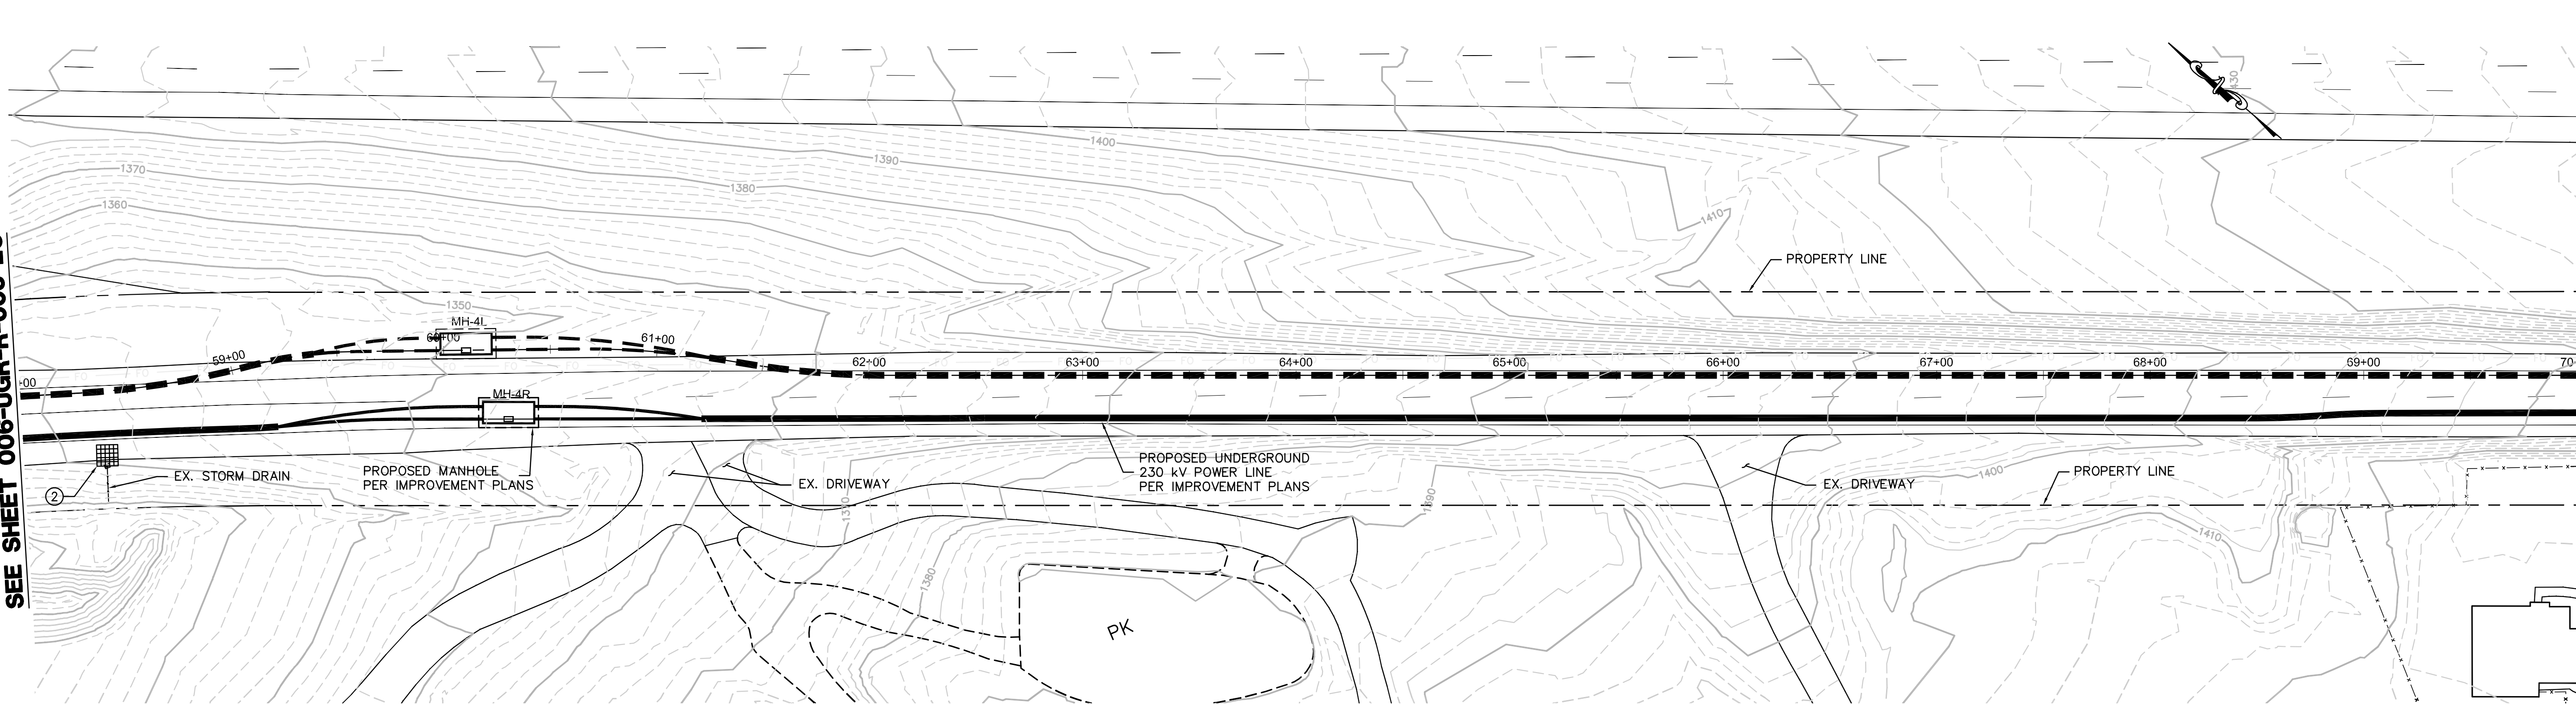 1370
1360
1380
1390
1400
1410
PROPERTY LINE
1350
MH-4L
59+00
60+00
61+00
62+00
63+00
64+00
65+00
66+00
67+00
68+00
69+00
+00
MH-4R
EX. STORM DRAIN
2
PROPOSED MANHOLE
PER IMPROVEMENT PLANS
EX. DRIVEWAY
PROPOSED UNDERGROUND
230 kV POWER LINE
PER IMPROVEMENT PLANS
EX. DRIVEWAY
PROPERTY LINE
1390
1390
1400
1410
1380
PK
SEE SHEET